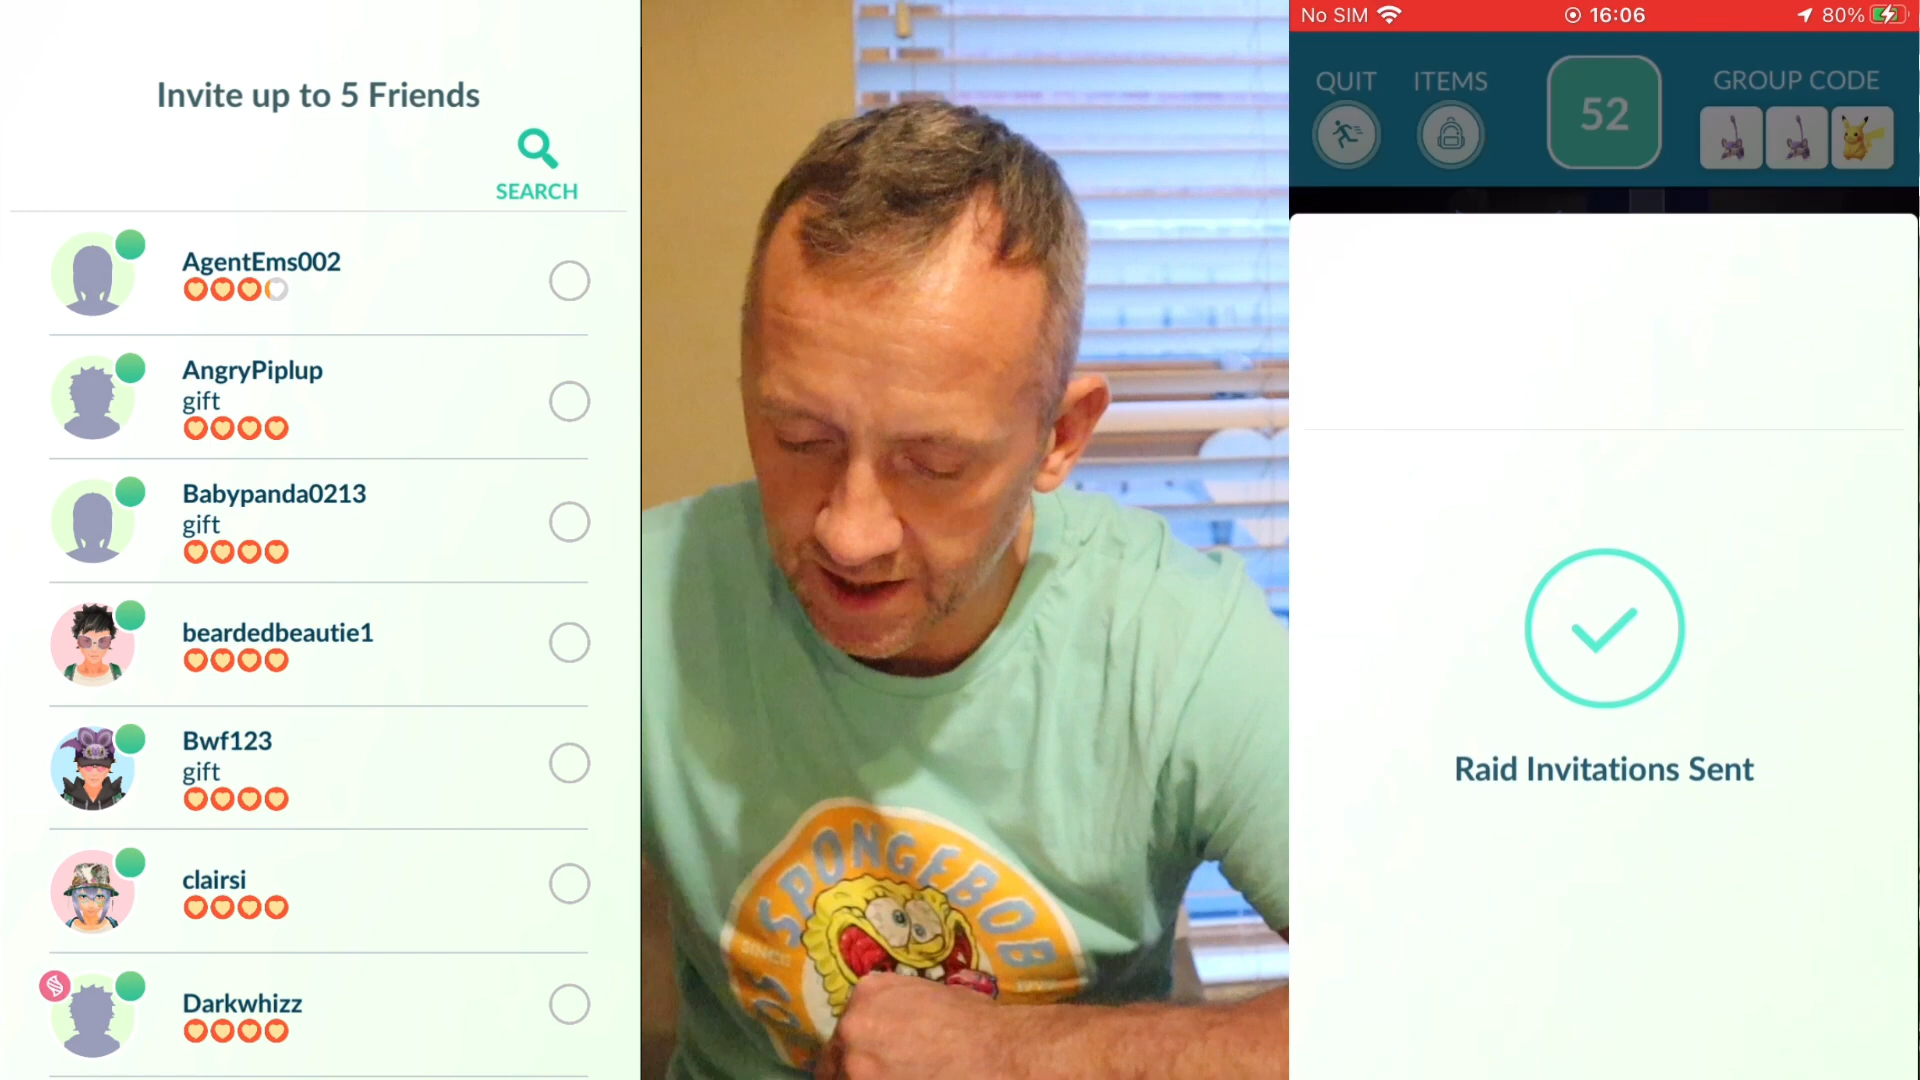 Invite up to 5 Friends
SEARCH
AgentEms002
AngryPiplup
gift
Babypanda0213
gift
beardedbeautie1
Bwf123
gift
clairsi
Darkwhizz
SPONGEBOB
SINCE
No SIM
16:06
80%
QUIT
ITEMS
52
GROUP CODE
Raid Invitations Sent